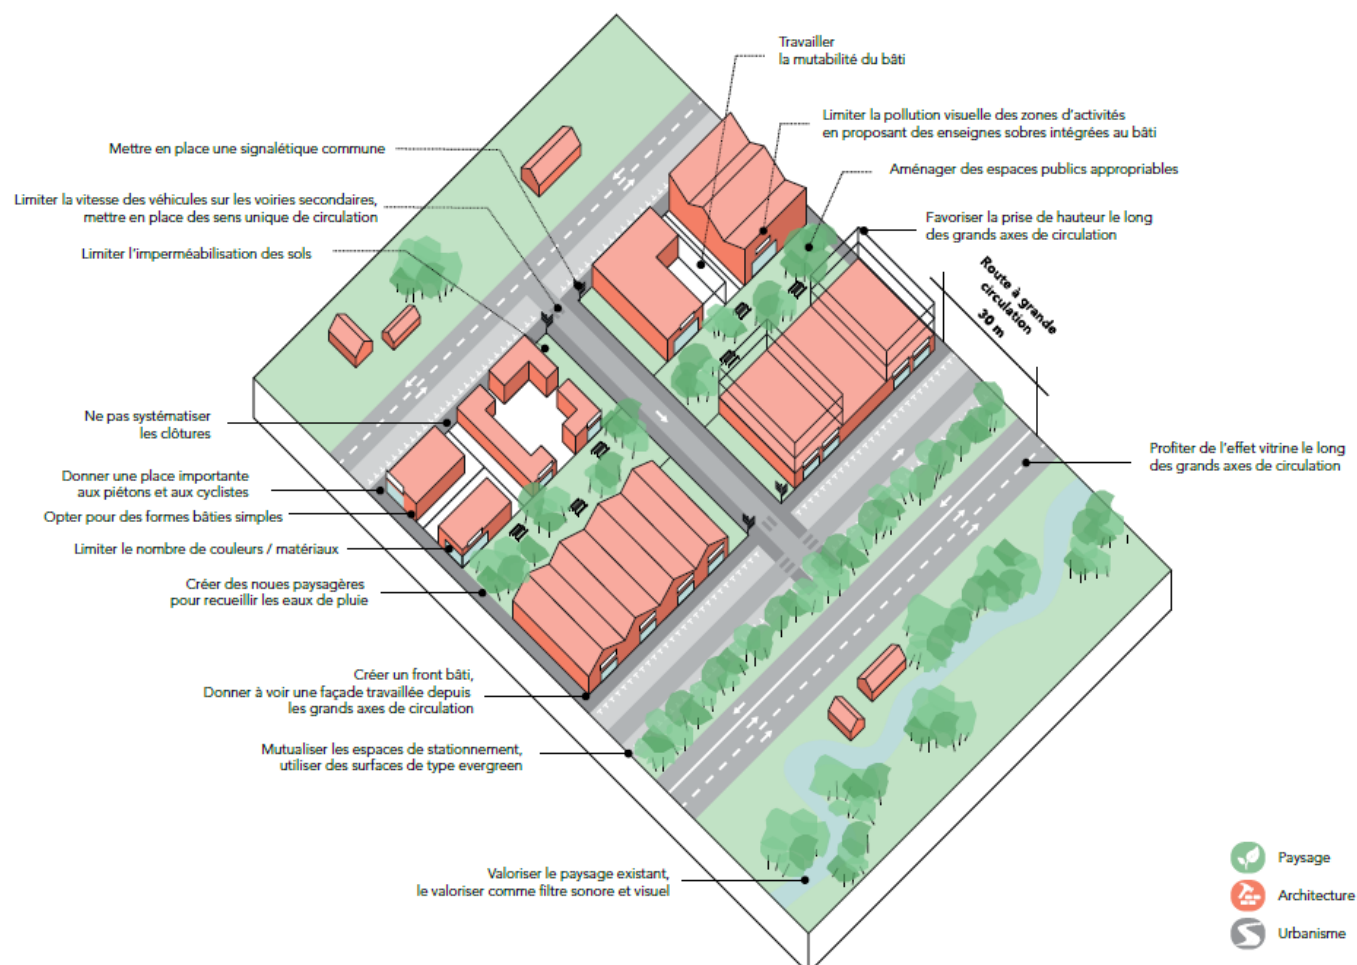 Travailler
la mutabilité du bâti
Limiter la pollution visuelle des zones d'activités
en proposant des enseignes sobres intégrées au bâti
Mettre en place une signalétique commune
Aménager des espaces publics appropriables
Limiter la vitesse des véhicules sur les voiries secondaires,
mettre en place des sens unique de circulation
Favoriser la prise de hauteur le long
des grands axes de circulation
Limiter l'imperméabilisation des sols
Route à grande
circulation
30 m
Ne pas systématiser
les clôtures
Profiter de l'effet vitrine le long
des grands axes de circulation
Donner une place importante
aux piétons et aux cyclistes
Opter pour des formes bâties simples
Limiter le nombre de couleurs / matériaux
Créer des noues paysagères
pour recueillir les eaux de pluie
Créer un front bâti,
Donner à voir une façade travaillée depuis
les grands axes de circulation
Mutualiser les espaces de stationnement,
utiliser des surfaces de type evergreen
Valoriser le paysage existant,
le valoriser comme filtre sonore et visuel
Paysage
Architecture
Urbanisme